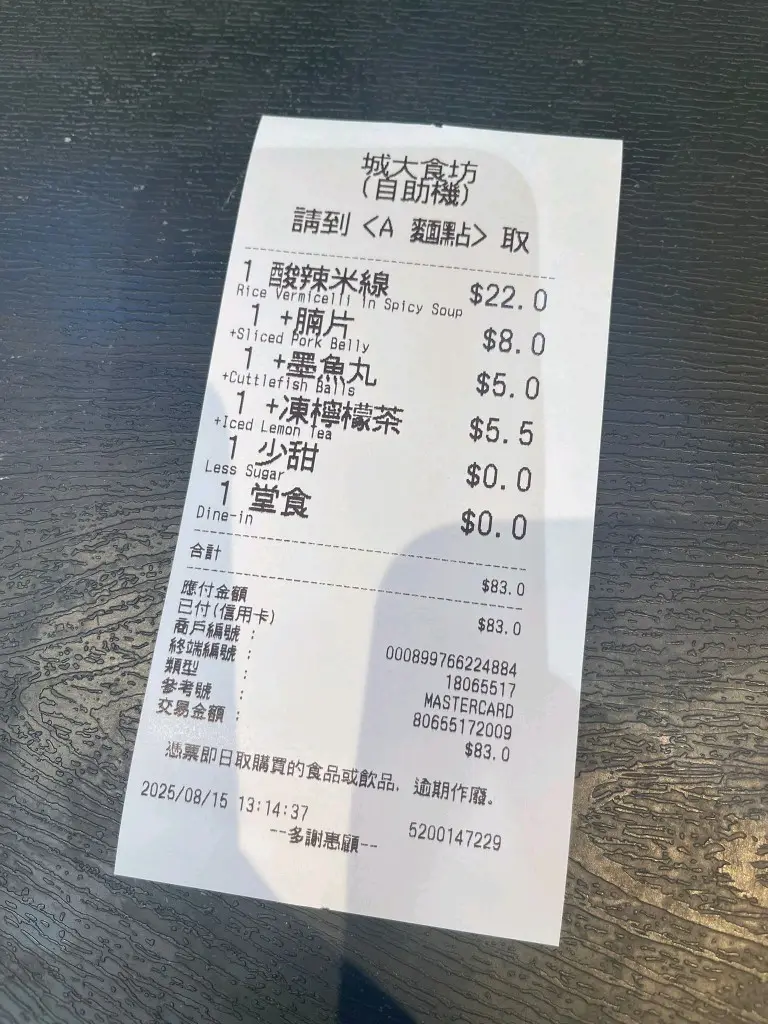 城大食坊
(自助機)
請到 <A 麵點> 取
1 酸辣米線 $22.0
Rice Vermicelli in Spicy Soup
1 +腩片 $8.0
+Sliced Pork Belly
1 +墨魚丸 $5.0
+Cuttlefish Balls
1 +凍檸檬茶 $5.5
+Iced Lemon Tea
1 少甜 $0.0
Less Sugar
1 堂食 $0.0
Dine-in
合計 $83.0
應付金額 $83.0
已付(信用卡)
商戶編號 : 000899766224884
終端編號 : 18065517
類型 : MASTERCARD
參考號 : 80655172009
交易金額 : $83.0
憑票即日取購買的食品或飲品, 逾期作廢。
2025/08/15 13:14:37 5200147229
--多謝惠顧--